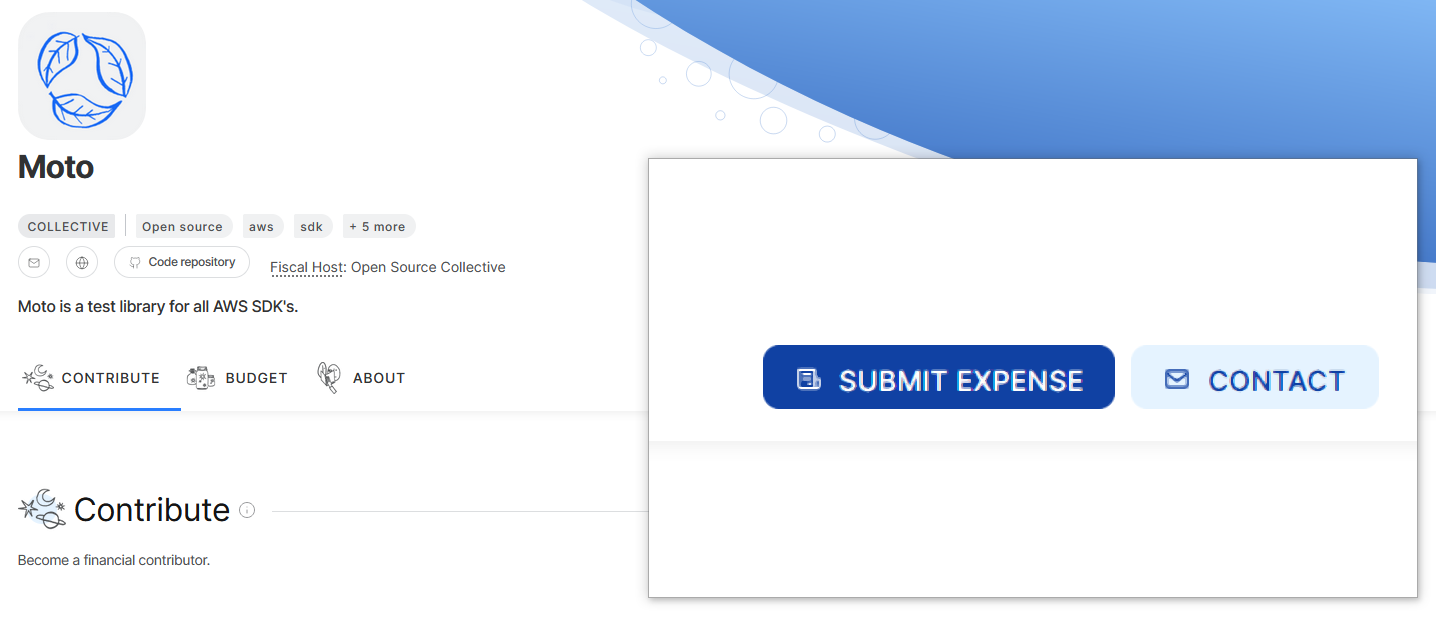 Moto
COLLECTIVE Open source aws sdk + 5 more
Code repository Fiscal Host: Open Source Collective
Moto is a test library for all AWS SDK's.
CONTRIBUTE BUDGET ABOUT
SUBMIT EXPENSE CONTACT
Contribute
Become a financial contributor.